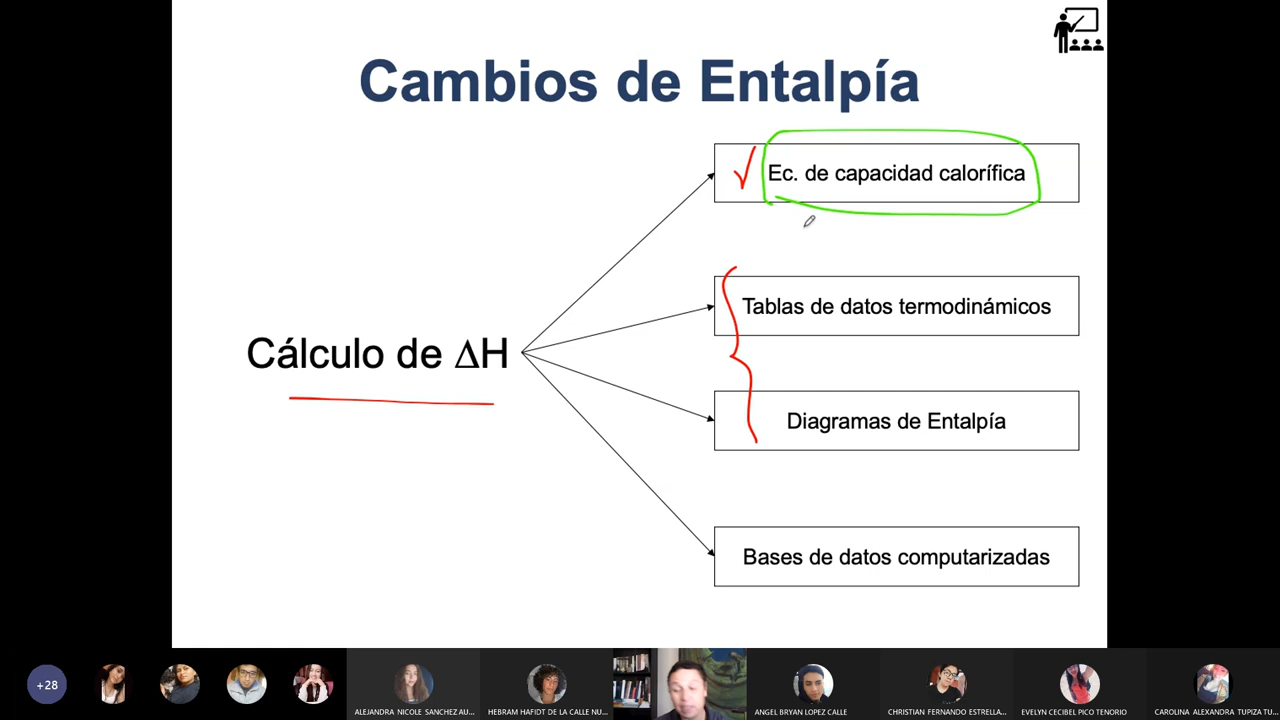 Cambios de Entalpía
Ec. de capacidad calorífica
Tablas de datos termodinámicos
Cálculo de ΔH
Diagramas de Entalpía
Bases de datos computarizadas
+28
ALEJANDRA NICOLE SANCHEZ AU...
HEBRAM HAFIDT DE LA CALLE NU...
ANGEL BRYAN LOPEZ CALLE
CHRISTIAN FERNANDO ESTRELLA...
EVELYN CECIBEL PICO TENORIO
CAROLINA ALEXANDRA TUPIZA TU...